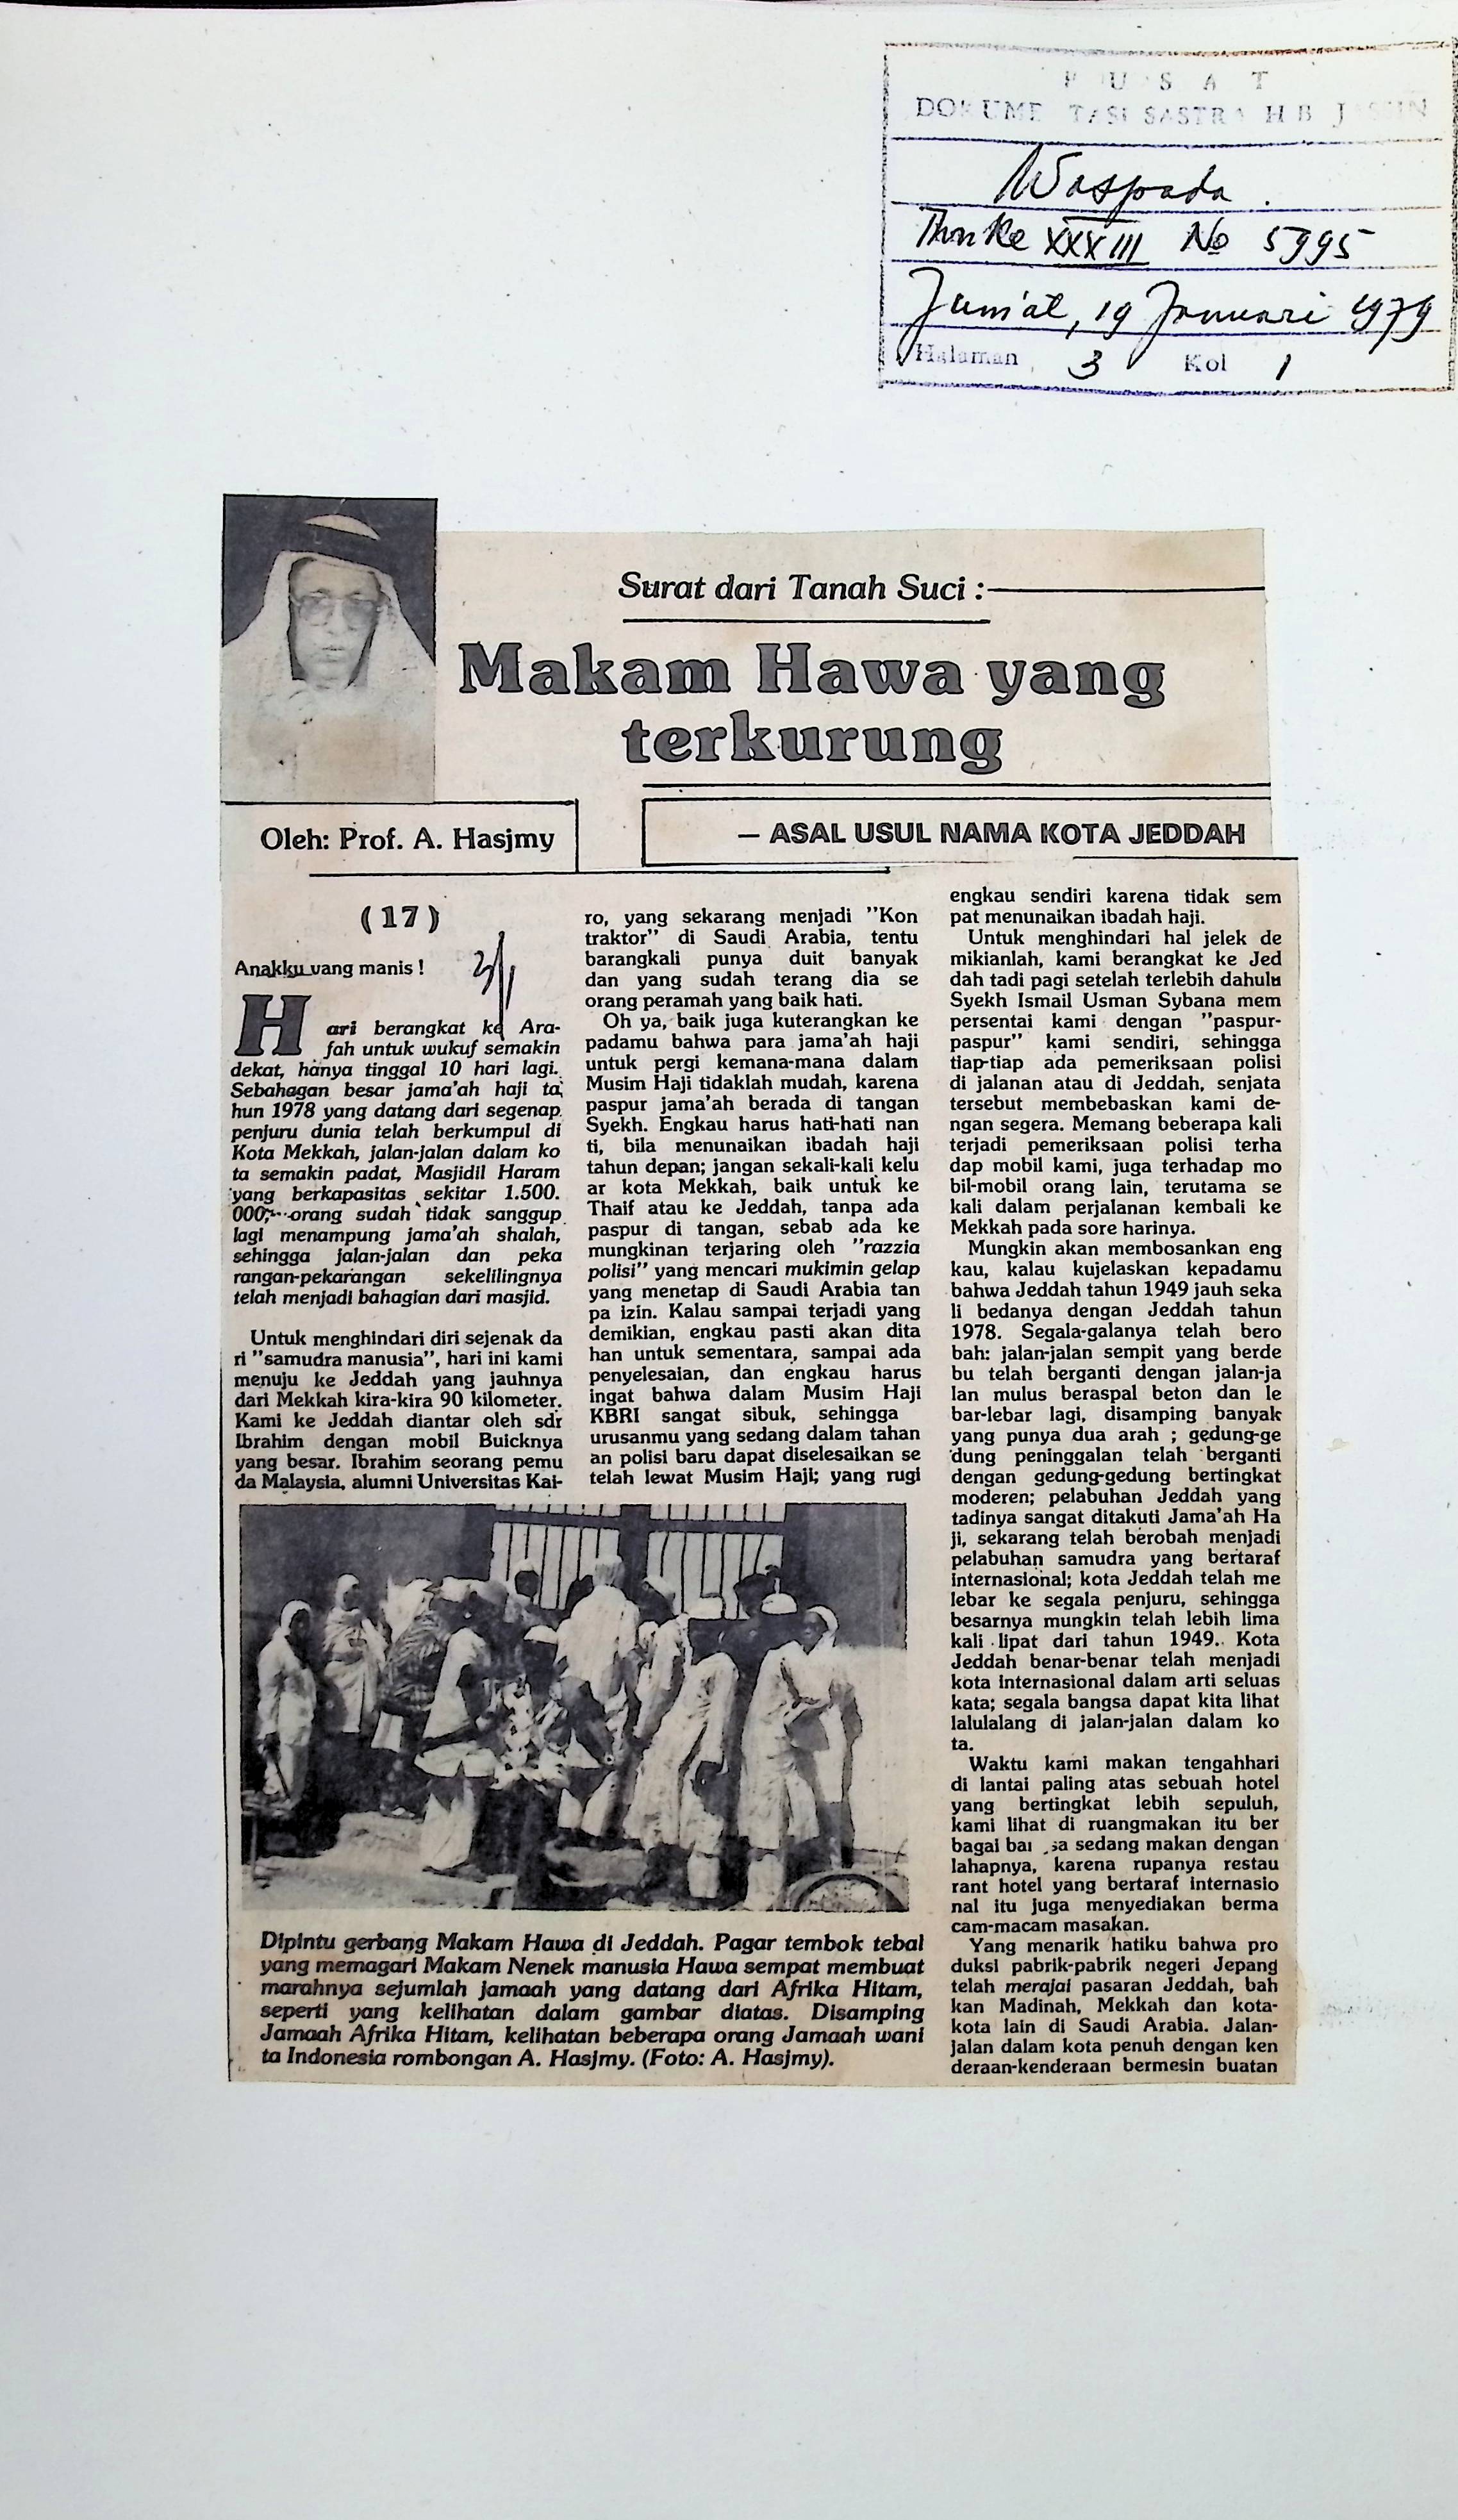 P U S A T
DOKUMENTASI SASTRA H B JASSIN
Waspada.
Thn Ke XXXIII No 5995
Jum'at, 19 Januari 1979
Halaman 3 Kol 1
Surat dari Tanah Suci :
Makam Hawa yang
terkurung
Oleh: Prof. A. Hasjmy
— ASAL USUL NAMA KOTA JEDDAH
(17)
Anakku yang manis !
Hari berangkat ke Ara-
fah untuk wukuf semakin
dekat, hanya tinggal 10 hari lagi.
Sebahagan besar jama'ah haji ta
hun 1978 yang datang dari segenap
penjuru dunia telah berkumpul di
Kota Mekkah, jalan-jalan dalam ko
ta semakin padat, Masjidil Haram
yang berkapasitas sekitar 1.500.
000,- orang sudah tidak sanggup
lagi menampung jama'ah shalah,
sehingga jalan-jalan dan peka
rangan-pekarangan sekelilingnya
telah menjadi bahagian dari masjid.
Untuk menghindari diri sejenak da
ri "samudra manusia", hari ini kami
menuju ke Jeddah yang jauhnya
dari Mekkah kira-kira 90 kilometer.
Kami ke Jeddah diantar oleh sdr
Ibrahim dengan mobil Buicknya
yang besar. Ibrahim seorang pemu
da Malaysia, alumni Universitas Kai-
ro, yang sekarang menjadi "Kon
traktor" di Saudi Arabia, tentu
barangkali punya duit banyak
dan yang sudah terang dia se
orang peramah yang baik hati.
Oh ya, baik juga kuterangkan ke
padamu bahwa para jama'ah haji
untuk pergi kemana-mana dalam
Musim Haji tidaklah mudah, karena
paspur jama'ah berada di tangan
Syekh. Engkau harus hati-hati nan
ti, bila menunaikan ibadah haji
tahun depan; jangan sekali-kali kelu
ar kota Mekkah, baik untuk ke
Thaif atau ke Jeddah, tanpa ada
paspur di tangan, sebab ada ke
mungkinan terjaring oleh "razzia
polisi" yang mencari mukimin gelap
yang menetap di Saudi Arabia tan
pa izin. Kalau sampai terjadi yang
demikian, engkau pasti akan dita
han untuk sementara, sampai ada
penyelesaian, dan engkau harus
ingat bahwa dalam Musim Haji
KBRI sangat sibuk, sehingga
urusanmu yang sedang dalam tahan
an polisi baru dapat diselesaikan se
telah lewat Musim Haji; yang rugi
engkau sendiri karena tidak sem
pat menunaikan ibadah haji.
Untuk menghindari hal jelek de
mikianlah, kami berangkat ke Jed
dah tadi pagi setelah terlebih dahulu
Syekh Ismail Usman Sybana mem
persentai kami dengan "paspur-
paspur" kami sendiri, sehingga
tiap-tiap ada pemeriksaan polisi
di jalanan atau di Jeddah, senjata
tersebut membebaskan kami de-
ngan segera. Memang beberapa kali
terjadi pemeriksaan polisi terha
dap mobil kami, juga terhadap mo
bil-mobil orang lain, terutama se
kali dalam perjalanan kembali ke
Mekkah pada sore harinya.
Mungkin akan membosankan eng
kau, kalau kujelaskan kepadamu
bahwa Jeddah tahun 1949 jauh seka
li bedanya dengan Jeddah tahun
1978. Segala-galanya telah bero
bah: jalan-jalan sempit yang berde
bu telah berganti dengan jalan-ja
lan mulus beraspal beton dan le
bar-lebar lagi, disamping banyak
yang punya dua arah ; gedung-ge
dung peninggalan telah berganti
dengan gedung-gedung bertingkat
moderen; pelabuhan Jeddah yang
tadinya sangat ditakuti Jama'ah Ha
ji, sekarang telah berobah menjadi
pelabuhan samudra yang bertaraf
internasional; kota Jeddah telah me
lebar ke segala penjuru, sehingga
besarnya mungkin telah lebih lima
kali lipat dari tahun 1949. Kota
Jeddah benar-benar telah menjadi
kota internasional dalam arti seluas
kata; segala bangsa dapat kita lihat
lalulalang di jalan-jalan dalam ko
ta.
Waktu kami makan tengahhari
di lantai paling atas sebuah hotel
yang bertingkat lebih sepuluh,
kami lihat di ruangmakan itu ber
bagai bangsa sedang makan dengan
lahapnya, karena rupanya restau
rant hotel yang bertaraf internasio
nal itu juga menyediakan berma
cam-macam masakan.
Yang menarik hatiku bahwa pro
duksi pabrik-pabrik negeri Jepang
telah merajai pasaran Jeddah, bah
kan Madinah, Mekkah dan kota-
kota lain di Saudi Arabia. Jalan-
jalan dalam kota penuh dengan ken
deraan-kenderaan bermesin buatan
Dipintu gerbang Makam Hawa di Jeddah. Pagar tembok tebal
yang memagari Makam Nenek manusia Hawa sempat membuat
marahnya sejumlah jamaah yang datang dari Afrika Hitam,
seperti yang kelihatan dalam gambar diatas. Disamping
Jamaah Afrika Hitam, kelihatan beberapa orang Jamaah wani
ta Indonesia rombongan A. Hasjmy. (Foto: A. Hasjmy).